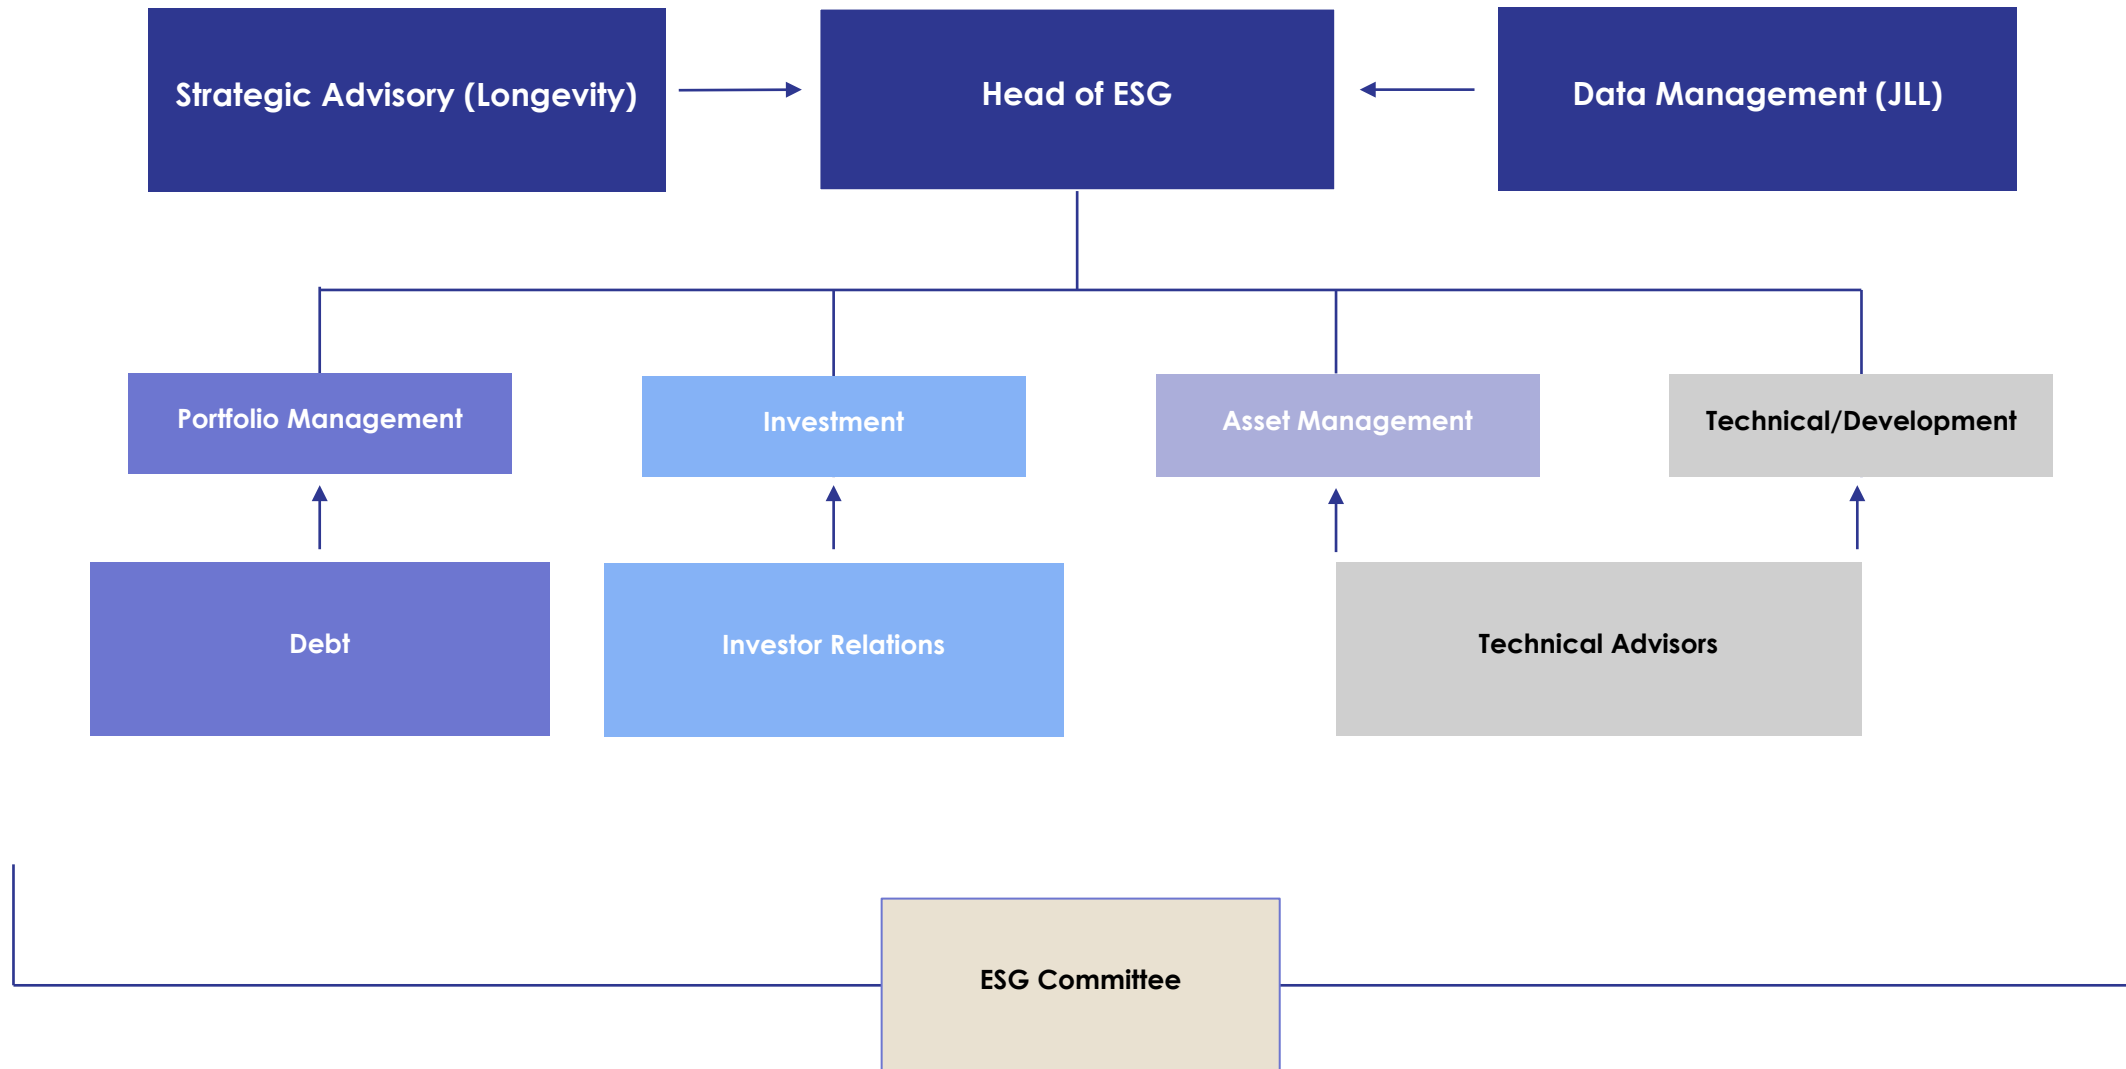 Strategic Advisory (Longevity)
Head of ESG
Data Management (JLL)
Portfolio Management
Investment
Asset Management
Technical/Development
Debt
Investor Relations
Technical Advisors
ESG Committee